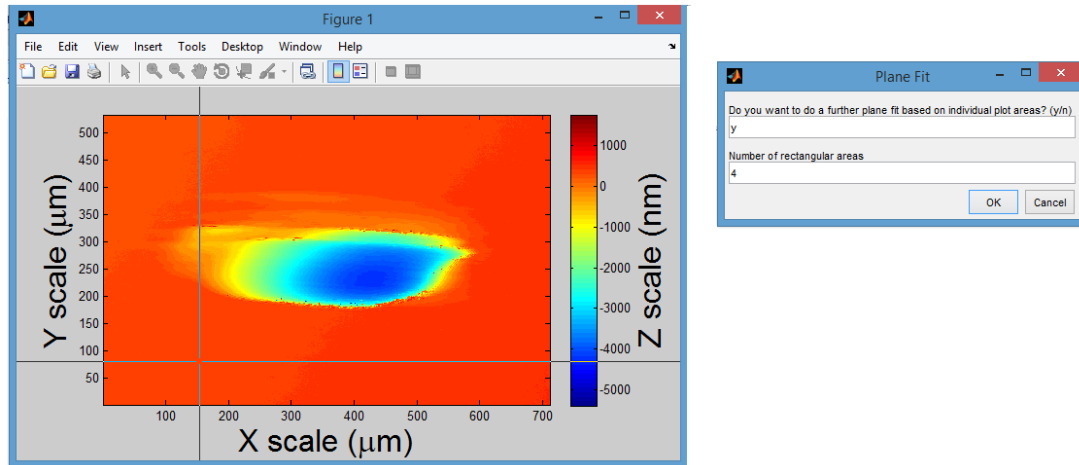 Figure 1
File Edit View Insert Tools Desktop Window Help
Y scale (μm)
500
450
400
350
300
250
200
150
100
50
100 200 300 400 500 600 700
X scale (μm)
1000
0
-1000
-2000
-3000
-4000
-5000
Z scale (nm)
Plane Fit
Do you want to do a further plane fit based on individual plot areas? (y/n)
y
Number of rectangular areas
4
OK Cancel